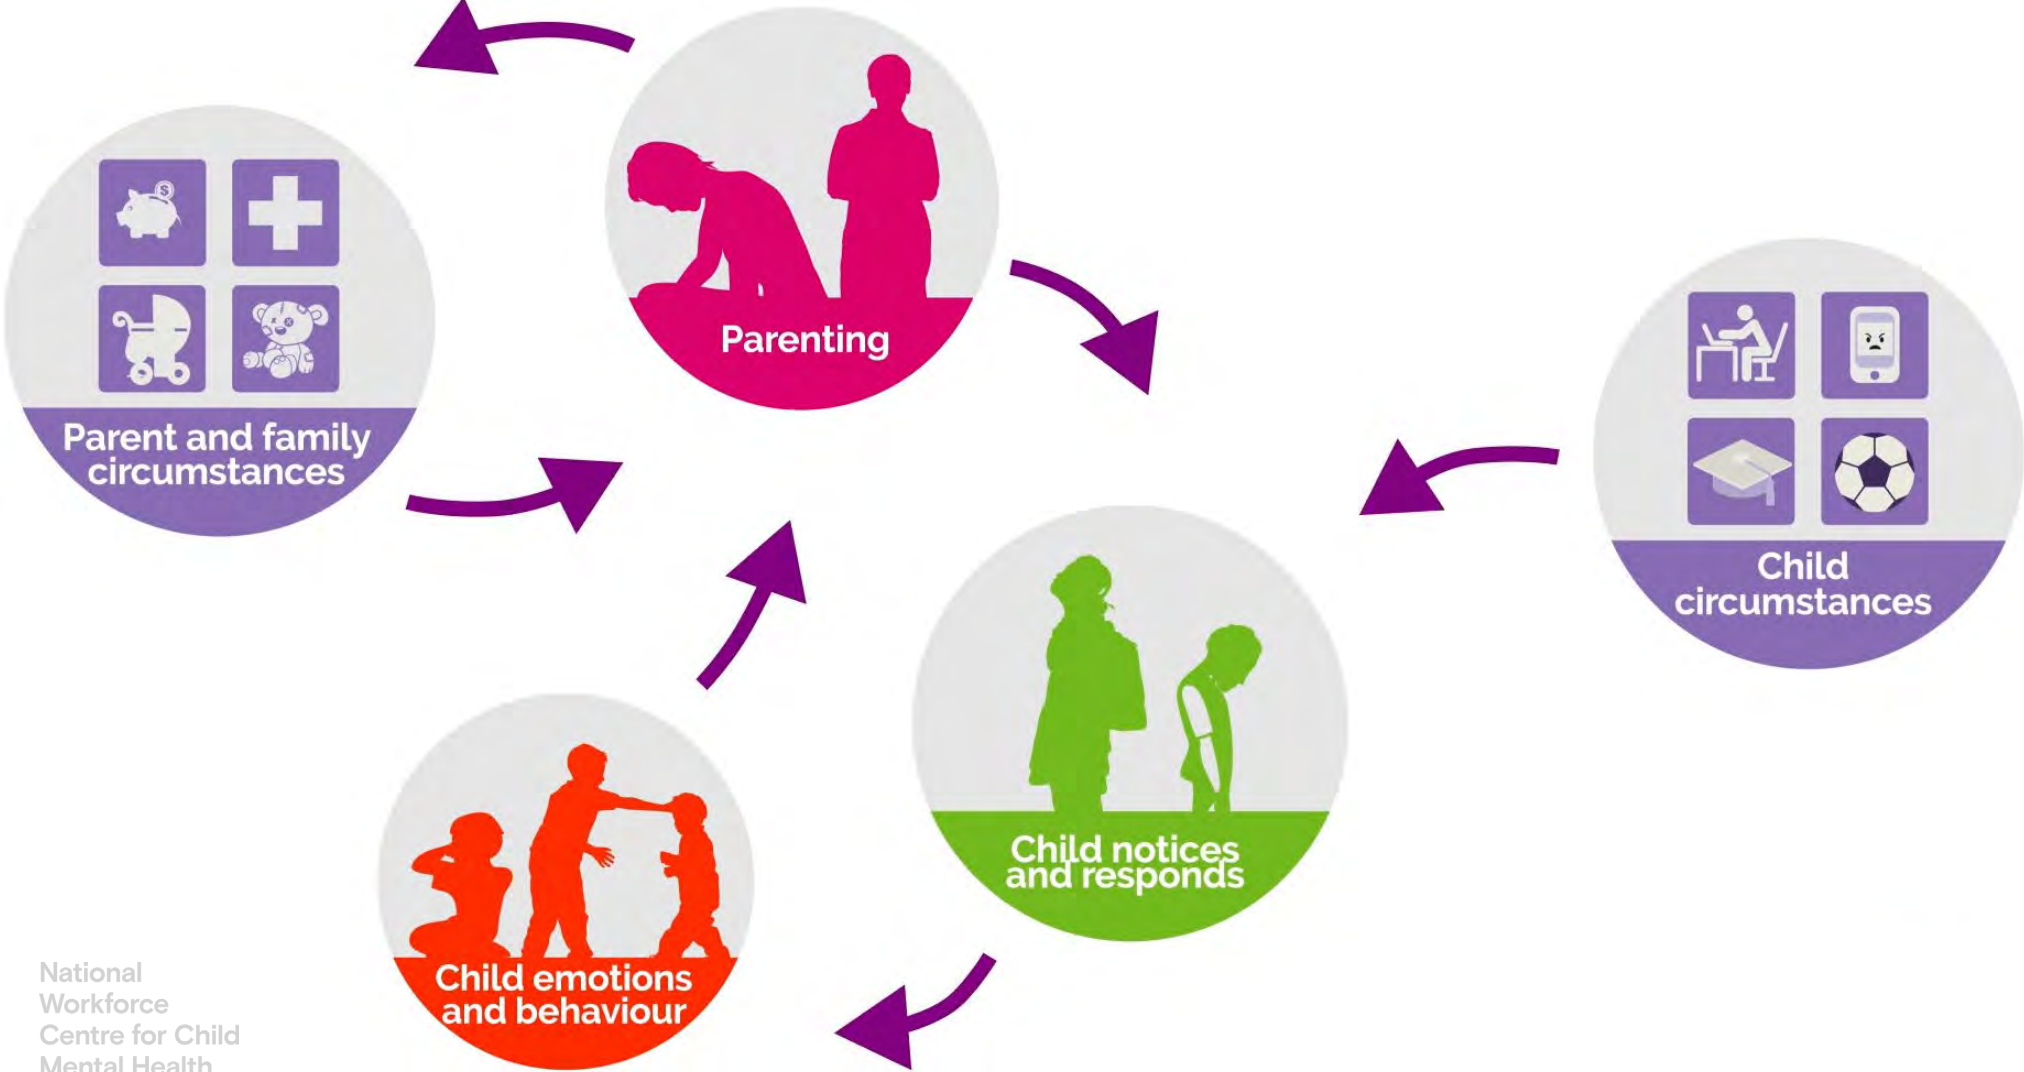 Parenting
Parent and family
circumstances
Child
circumstances
Child notices
and responds
Child emotions
and behaviour
National
Workforce
Centre for Child
Mental Health
$